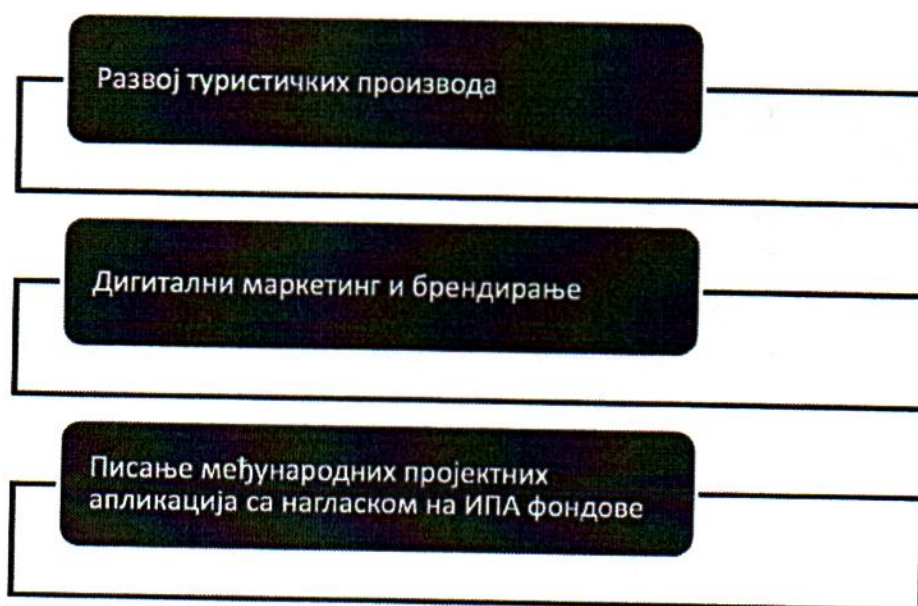 Развој туристичких производа
Дигитални маркетинг и брендирање
Писање међународних пројектних
апликација са нагласком на ИПА фондове